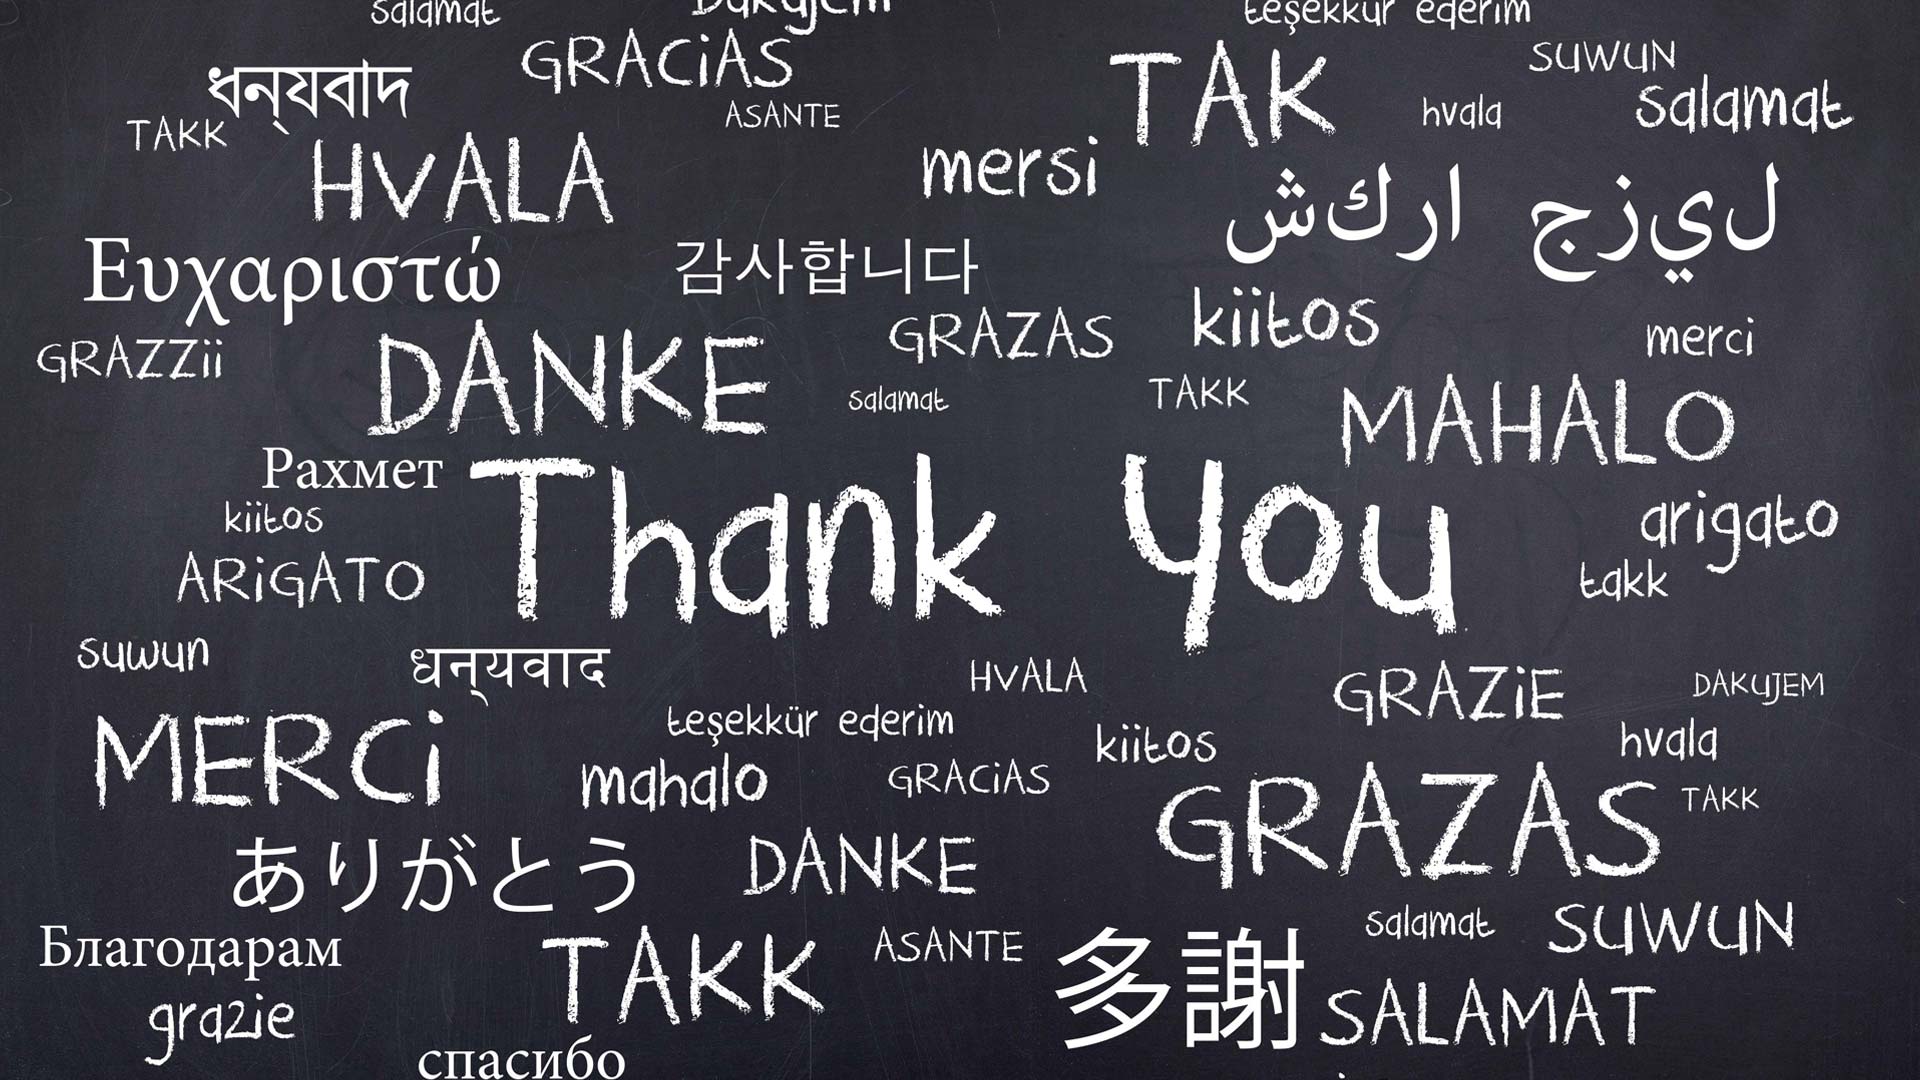 salamat
Dakujem
teşekkür ederim
GRACiAS
SUWUN
ধন্‌যবাদ
TAK
hvala
salamat
ASANTE
TAKK
HVALA
mersi
شكرا جزيل
Ευχαριστώ
감사합니다
kiitos
GRAZZii
DANKE
GRAZAS
merci
salamat
TAKK
MAHALO
Рахмет
Thank you
kiitos
arigato
ARiGATO
takk
suwun
धन्‌यवाद
HVALA
GRAZiE
DAKUJEM
MERCi
teşekkür ederim
kiitos
hvala
mahalo
GRACiAS
GRAZAS
TAKK
ありがとう
DANKE
salamat
SUWUN
Благодарам
TAKK
ASANTE
多謝
grazie
SALAMAT
спасибо